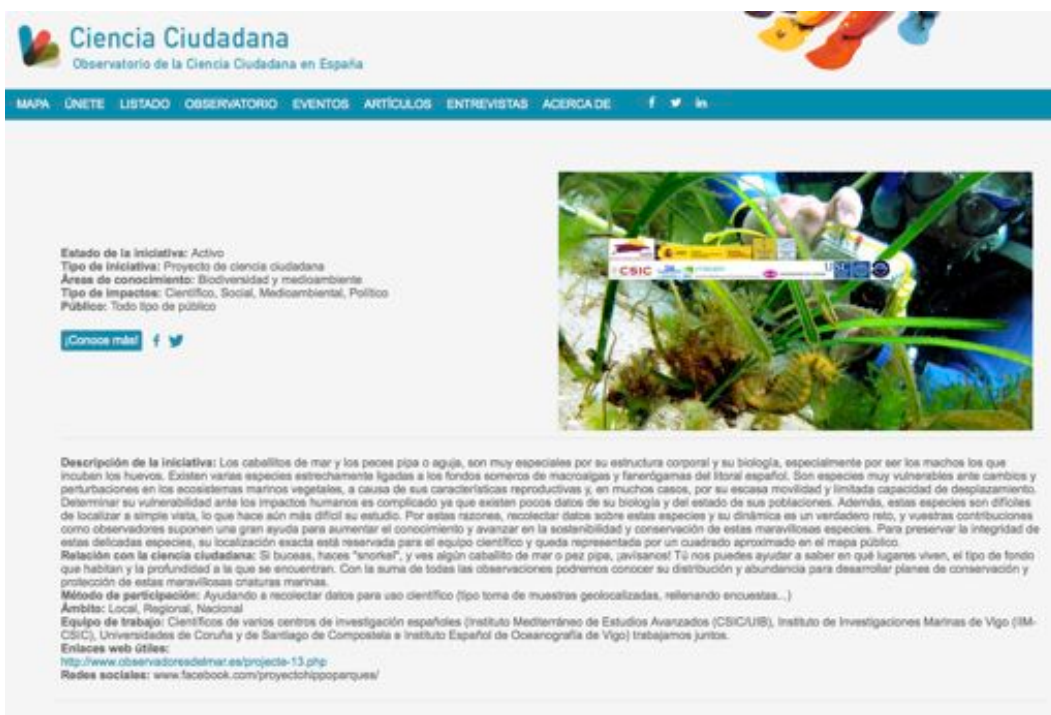 Ciencia Ciudadana
Observatorio de la Ciencia Ciudadana en España
MAPA ÚNETE LISTADO OBSERVATORIO EVENTOS ARTÍCULOS ENTREVISTAS ACERCA DE
Estado de la iniciativa: Activo
Tipo de iniciativa: Proyecto de ciencia ciudadana
Áreas de conocimiento: Biodiversidad y medioambiente
Tipo de impactos: Científico, Social, Medioambiental, Político
Público: Todo tipo de público
¡Conoce más!
CSIC
Descripción de la iniciativa: Los caballitos de mar y los peces pipa o aguja, son muy especiales por su estructura corporal y su biología, especialmente por ser los machos los que
incuban los huevos. Existen varias especies estrechamente ligadas a los fondos someros de macroalgas y fanerógamas del litoral español. Son especies muy vulnerables ante cambios y
perturbaciones en los ecosistemas marinos vegetales, a causa de sus características reproductivas y, en muchos casos, por su escasa movilidad y limitada capacidad de desplazamiento.
Determinar su vulnerabilidad ante los impactos humanos es complicado ya que existen pocos datos de su biología y del estado de sus poblaciones. Además, estas especies son difíciles
de localizar a simple vista, lo que hace aún más difícil su estudio. Por estas razones, recolectar datos sobre estas especies y su dinámica es un verdadero reto, y vuestras contribuciones
como observadores suponen una gran ayuda para aumentar el conocimiento y avanzar en la sostenibilidad y conservación de estas maravillosas especies. Para preservar la integridad de
estas delicadas especies, su localización exacta está reservada para el equipo científico y queda representada por un cuadrado aproximado en el mapa público.
Relación con la ciencia ciudadana: Si buceas, haces "snorkel", y ves algún caballito de mar o pez pipa, ¡avísanos! Tú nos puedes ayudar a saber en qué lugares viven, el tipo de fondo
que habitan y la profundidad a la que se encuentran. Con la suma de todas las observaciones podremos conocer su distribución y abundancia para desarrollar planes de conservación y
protección de estas maravillosas criaturas marinas.
Método de participación: Ayudando a recolectar datos para uso científico (tipo toma de muestras geolocalizadas, rellenando encuestas...)
Ámbito: Local, Regional, Nacional
Equipo de trabajo: Científicos de varios centros de investigación españoles (Instituto Mediterráneo de Estudios Avanzados (CSIC/UIB), Instituto de Investigaciones Marinas de Vigo (IIM-
CSIC), Universidades de Coruña y de Santiago de Compostela e Instituto Español de Oceanografía de Vigo) trabajamos juntos.
Enlaces web útiles:
http://www.observadoresdelmar.es/projecte-13.php
Redes sociales: www.facebook.com/proyectohippoparques/